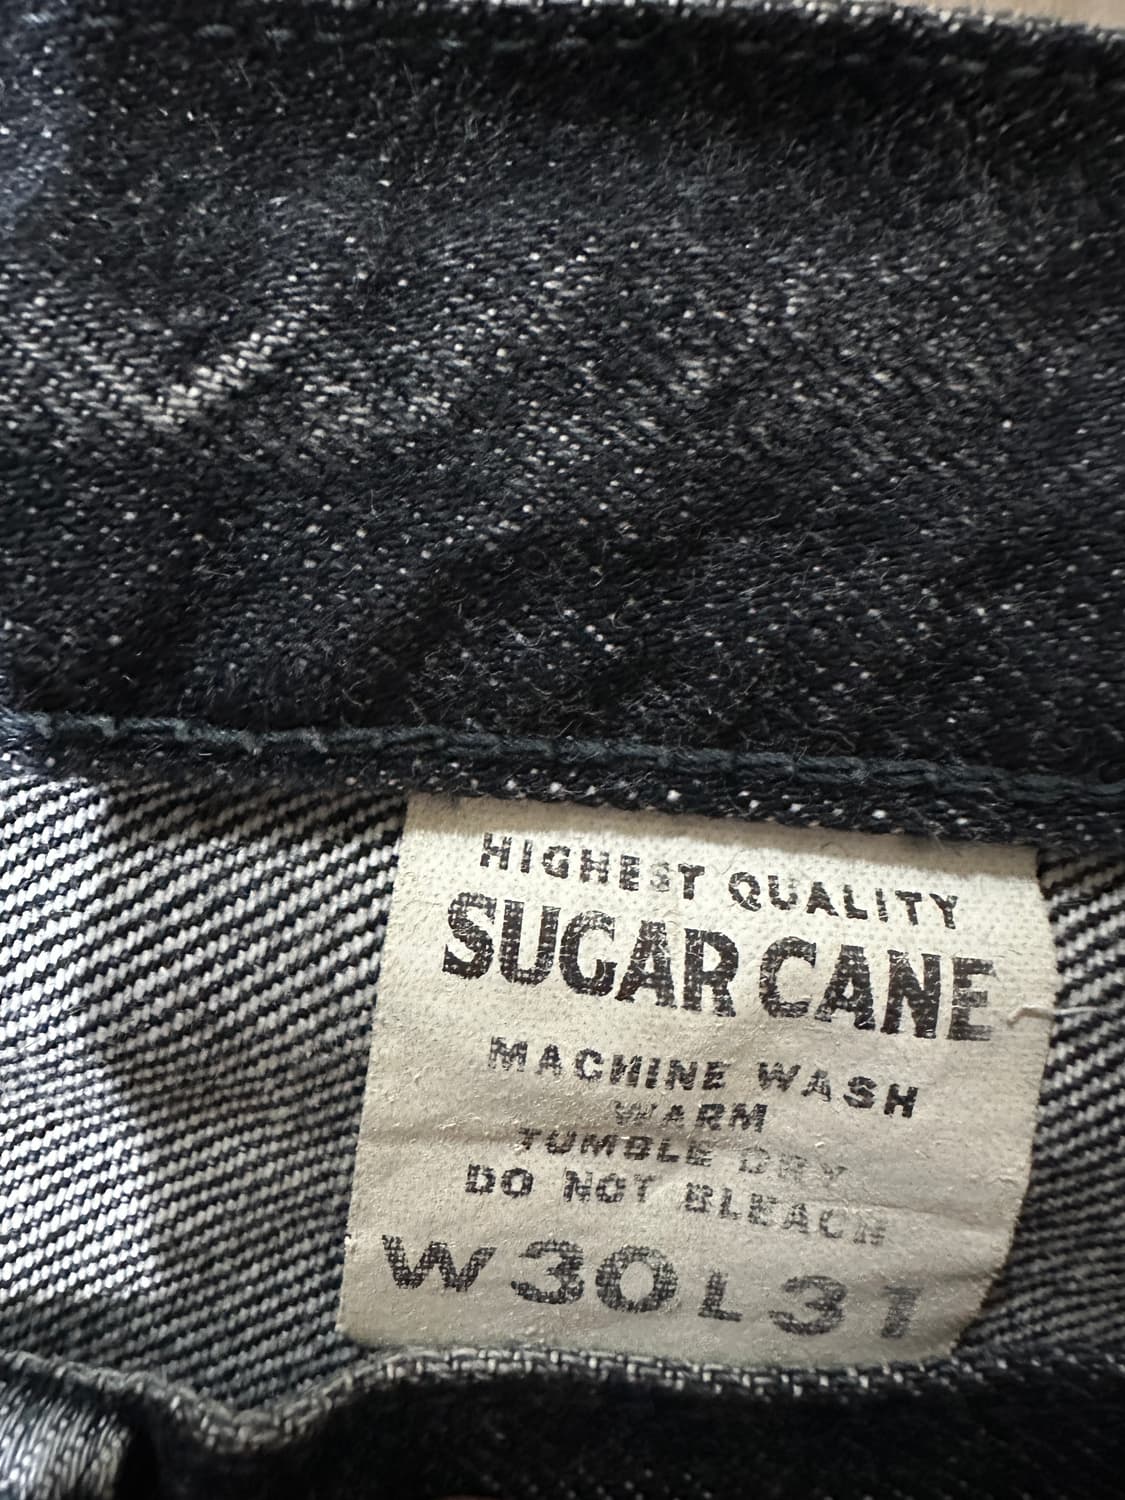 HIGHEST QUALITY
SUGAR CANE
MACHINE WASH
WARM
TUMBLE DRY
DO NOT BLEACH
W30L31